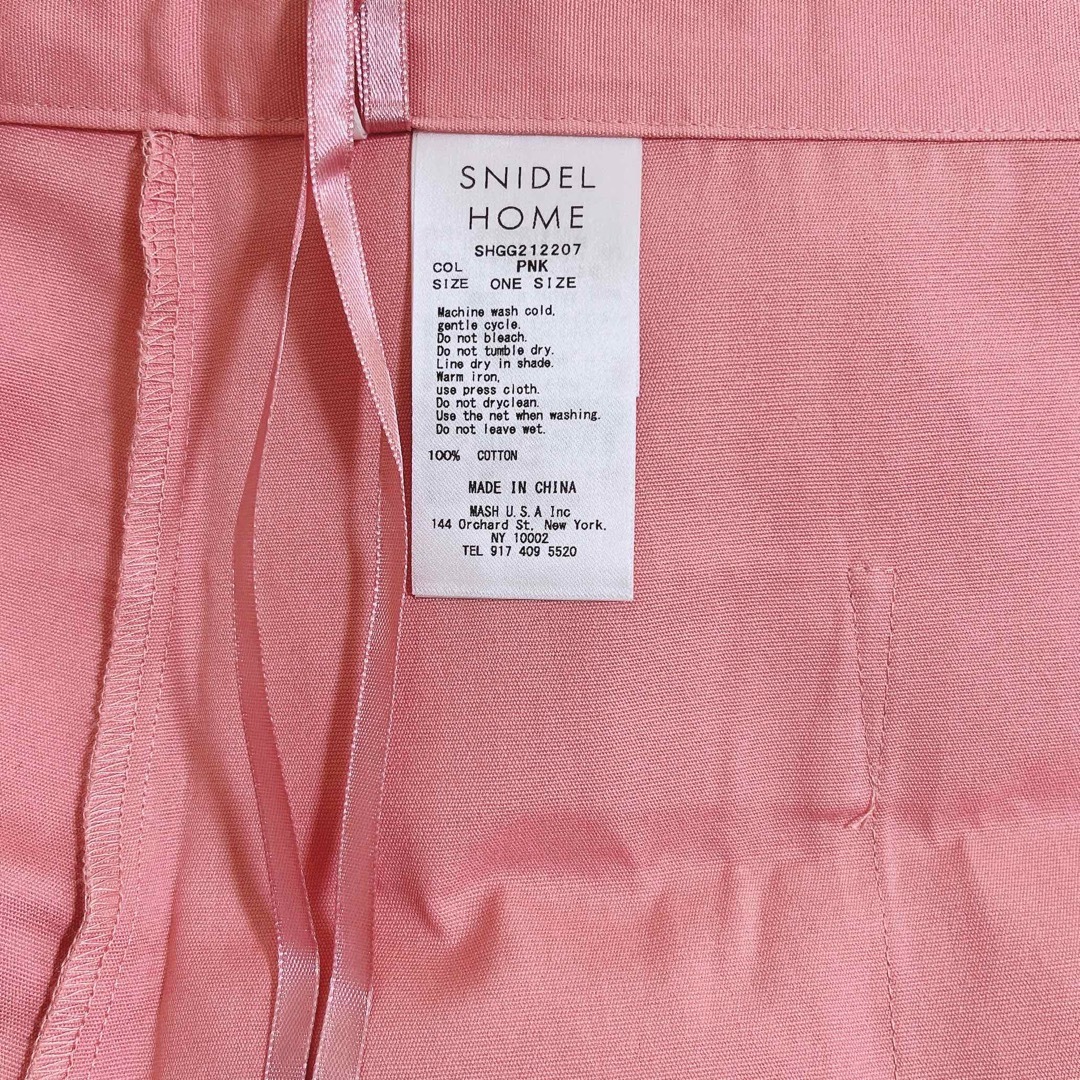 SNIDEL
HOME
SHGG212207
COL PNK
SIZE ONE SIZE
Machine wash cold,
gentle cycle.
Do not bleach.
Do not tumble dry.
Line dry in shade.
Warm iron,
use press cloth.
Do not dryclean.
Use the net when washing.
Do not leave wet.
100% COTTON
MADE IN CHINA
MASH U.S.A Inc
144 Orchard St, New York,
NY 10002
TEL 917 409 5520